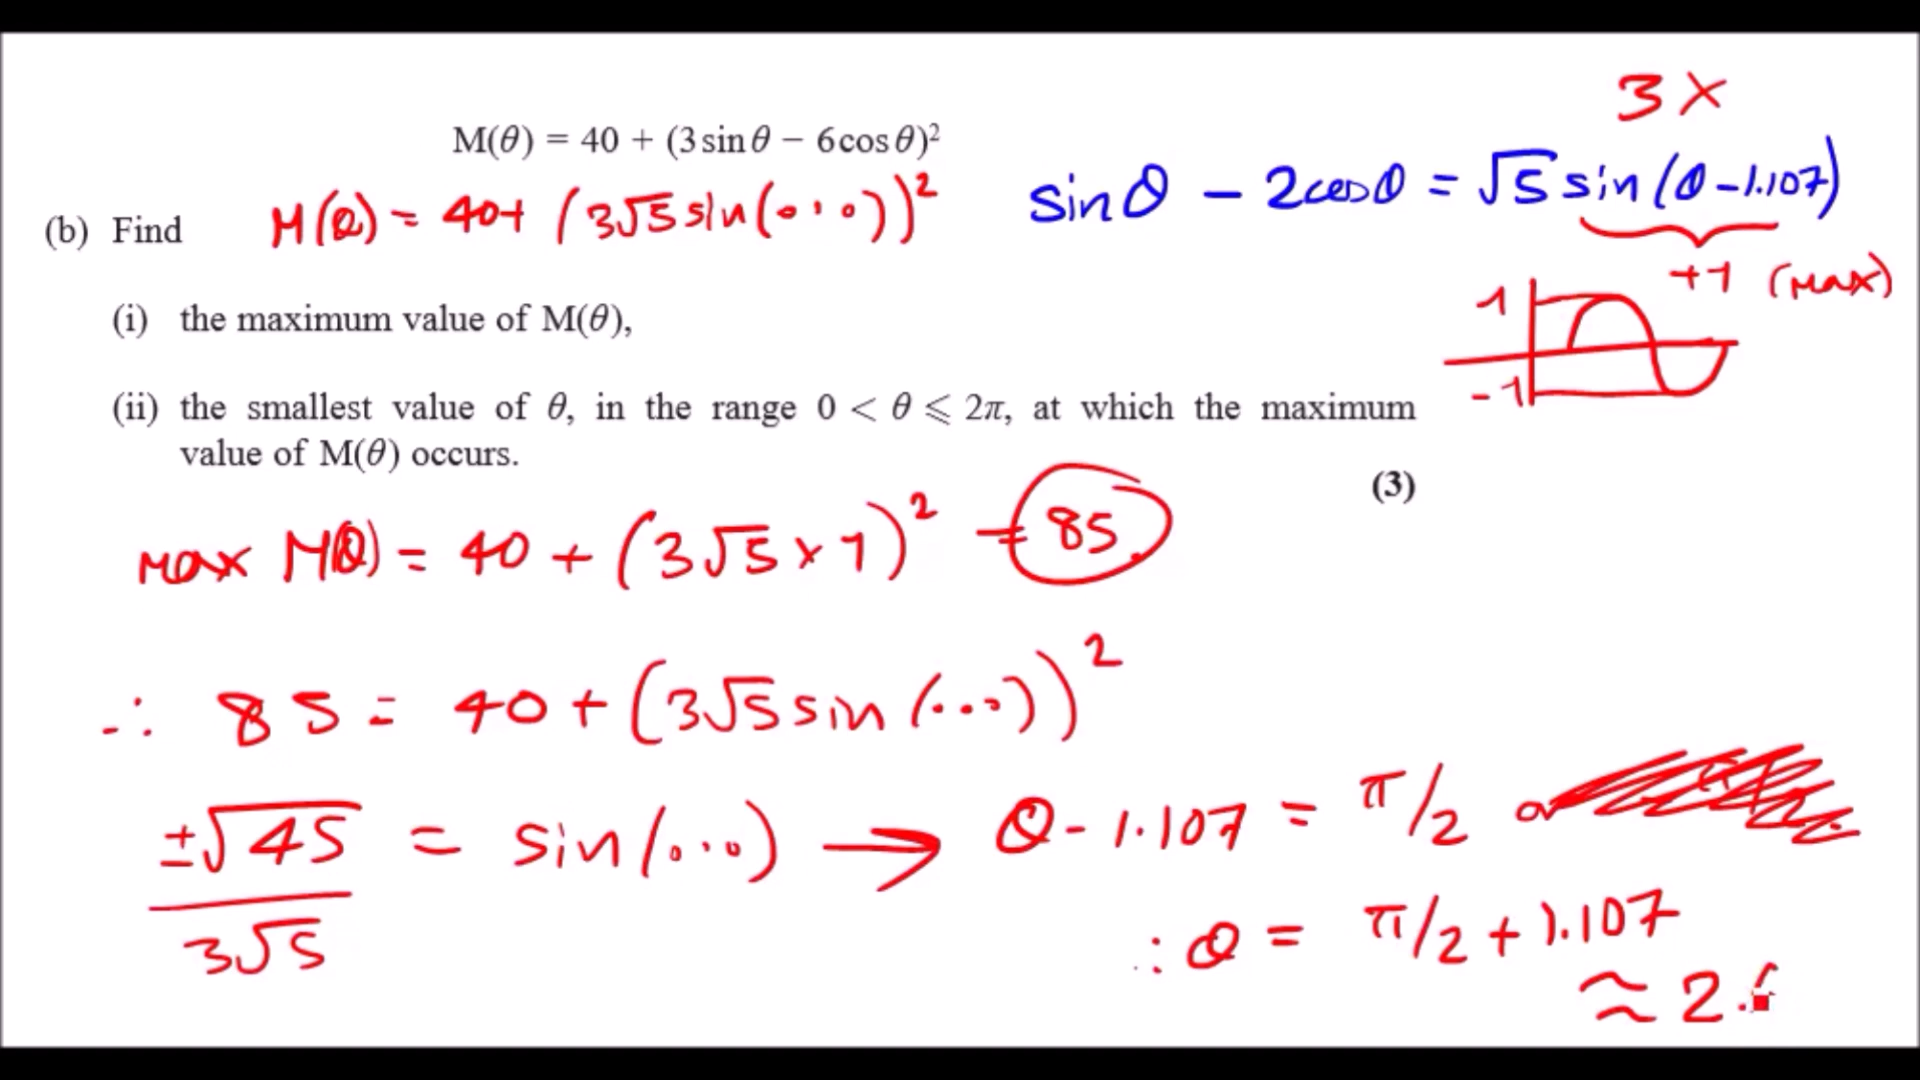 3 ×
M(θ) = 40 + (3 sin θ − 6 cos θ)²
sinθ − 2cosθ = √5 sin(θ−1.107)
M(θ) = 40+ (3√5 sin(...))²
(b) Find
+1 (MAX)
1
(i) the maximum value of M(θ),
-1
(ii) the smallest value of θ, in the range 0 < θ ⩽ 2π, at which the maximum
value of M(θ) occurs.
(3)
MAX M(θ) = 40 + (3√5 × 1)² = 85
∴ 85 = 40 + (3√5 sin(...))²
±√45 / 3√5 = sin(...) → θ − 1.107 = π/2 or
∴ θ = π/2 + 1.107
≈ 2.